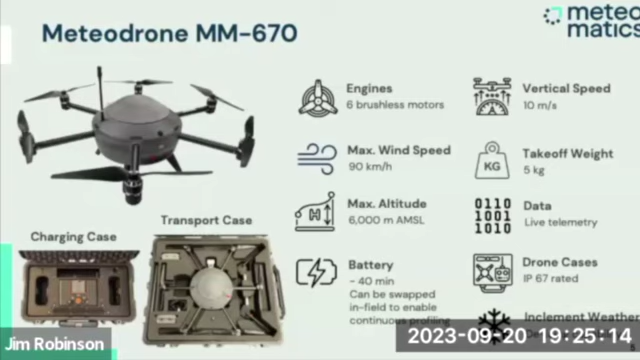 Meteodrone MM-670
meteo
matics
Engines
6 brushless motors
Vertical Speed
10 m/s
Max. Wind Speed
90 km/h
Takeoff Weight
KG
5 kg
Max. Altitude
H
6,000 m AMSL
0110
1001
1010
Data
Live telemetry
Transport Case
Charging Case
Battery
~ 40 min
Can be swapped
in-field to enable
continuous profiling
Drone Cases
IP 67 rated
Inclement Weather
Jim Robinson
2023-09-20 19:25:14